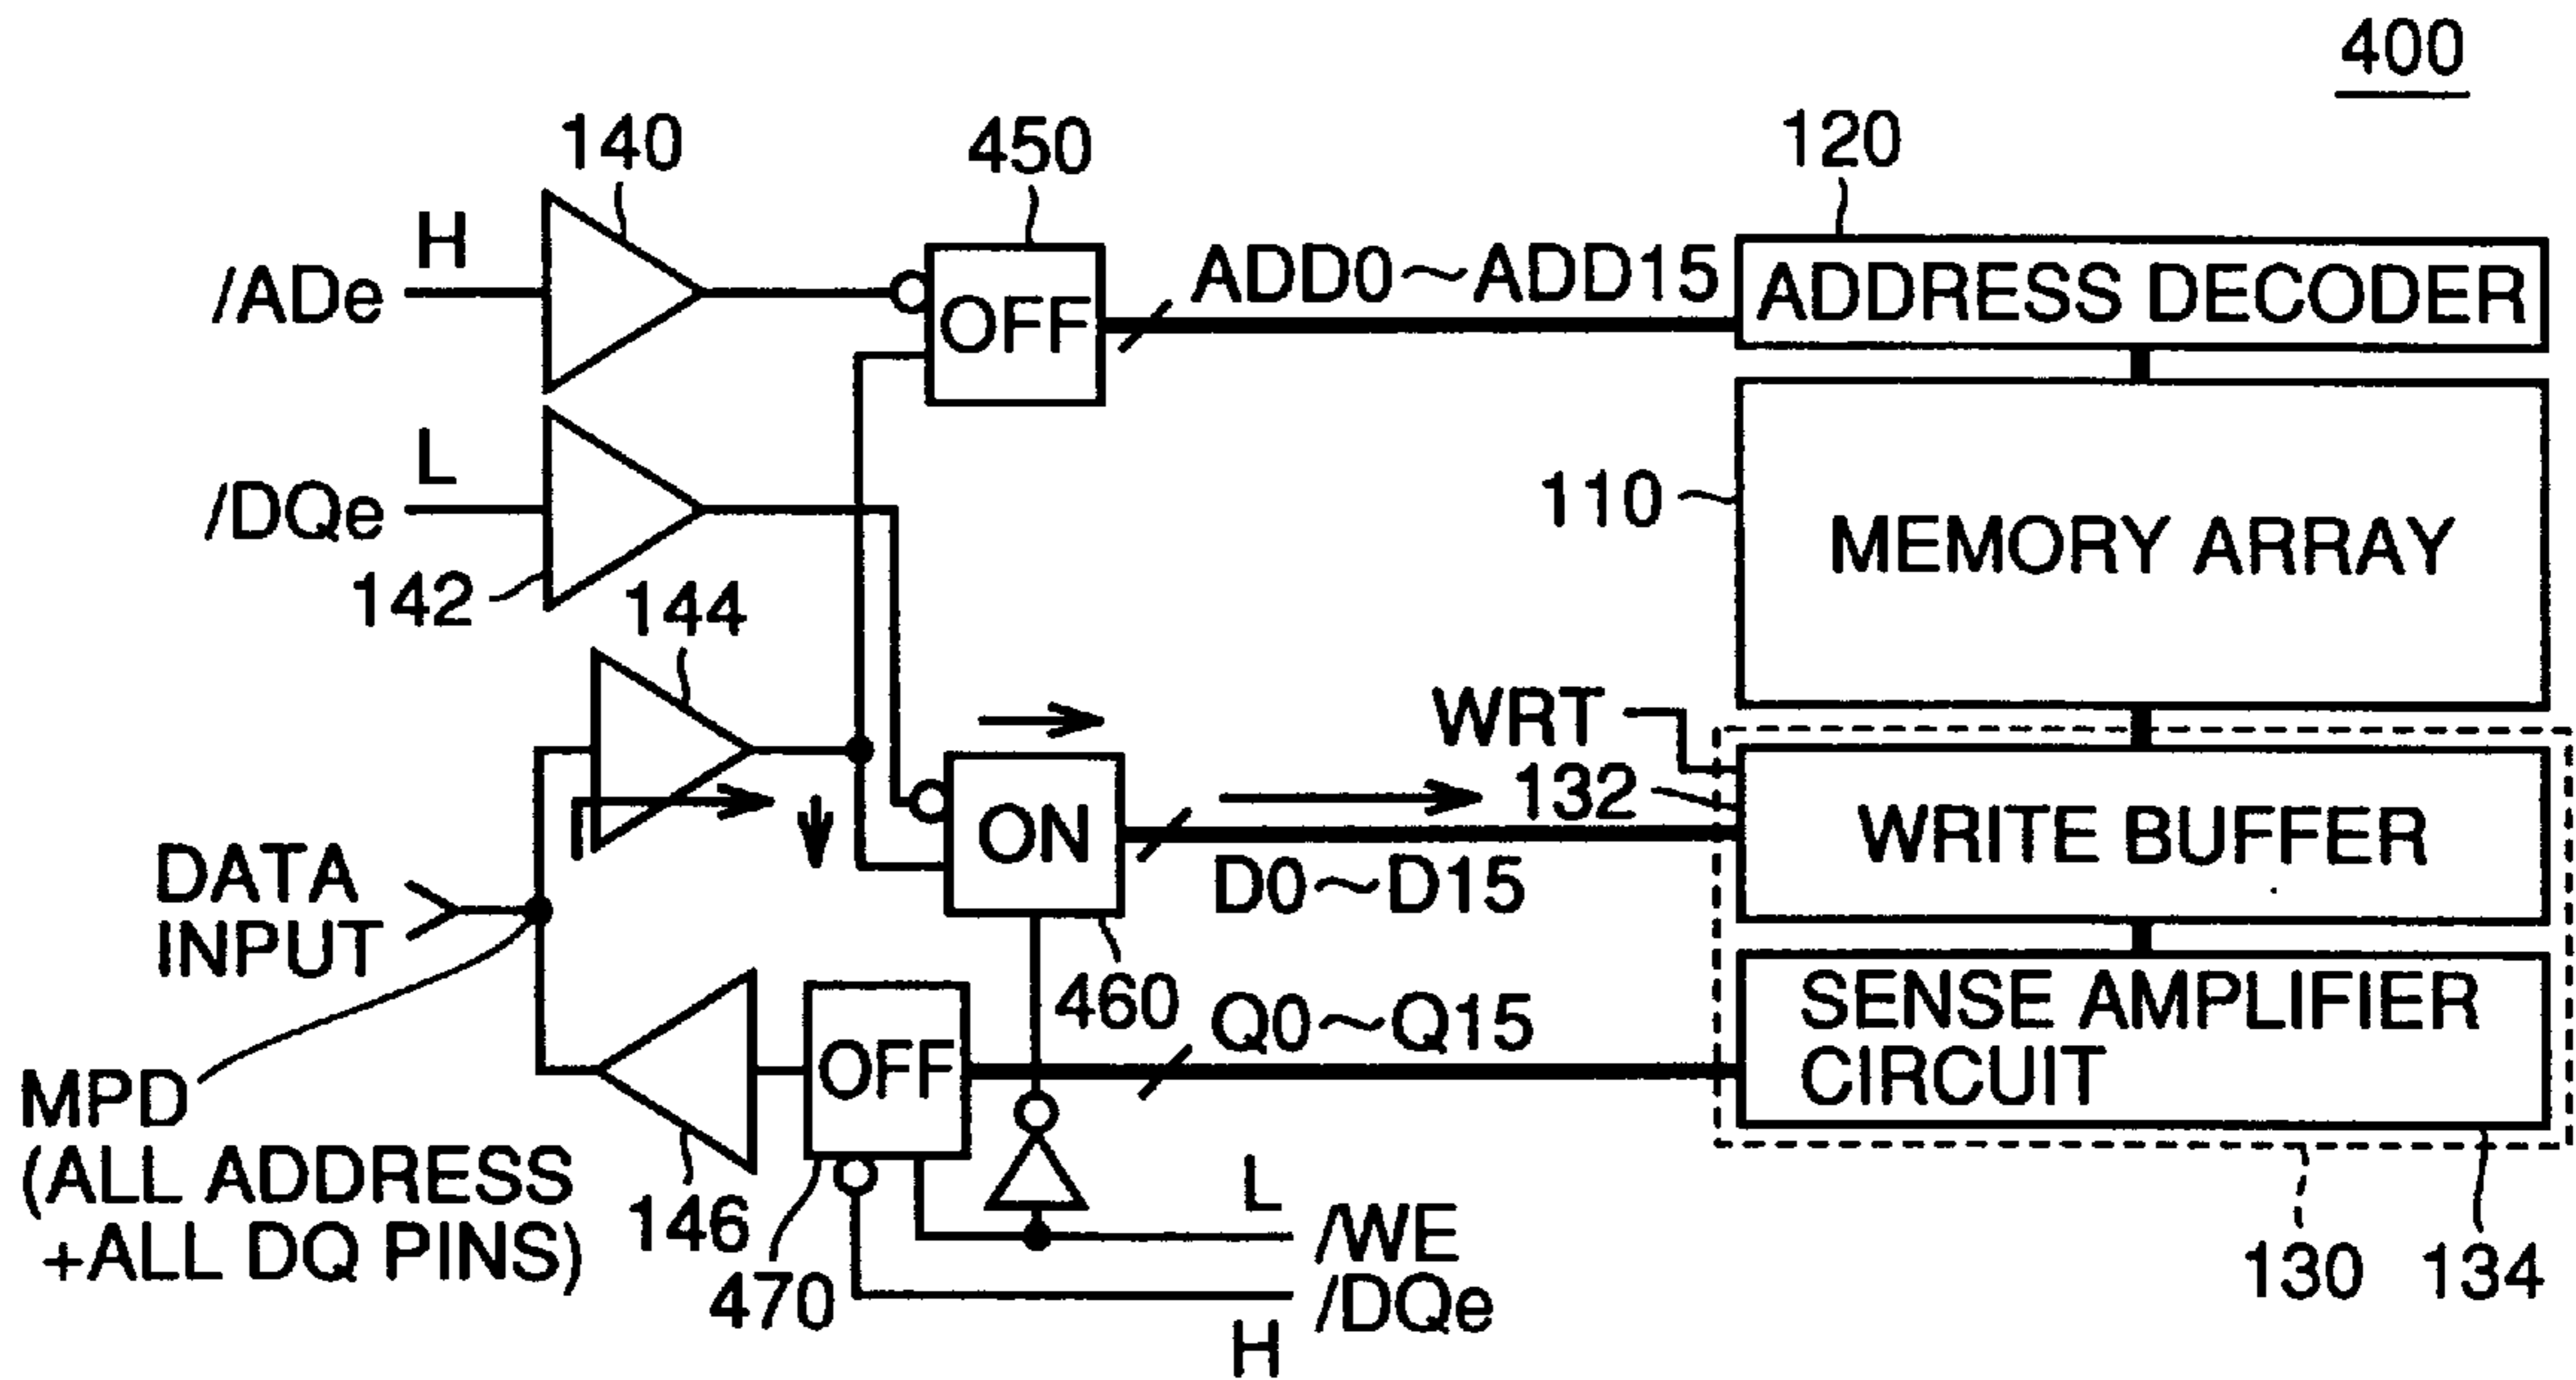 400
140
450
120
H
/ADe
OFF
ADD0~ADD15
ADDRESS DECODER
L
/DQe
142
110
MEMORY ARRAY
144
WRT
132
ON
WRITE BUFFER
D0~D15
DATA
INPUT
460
Q0~Q15
OFF
SENSE AMPLIFIER
CIRCUIT
MPD
(ALL ADDRESS
+ALL DQ PINS)
146
470
L
/WE
/DQe
H
130
134